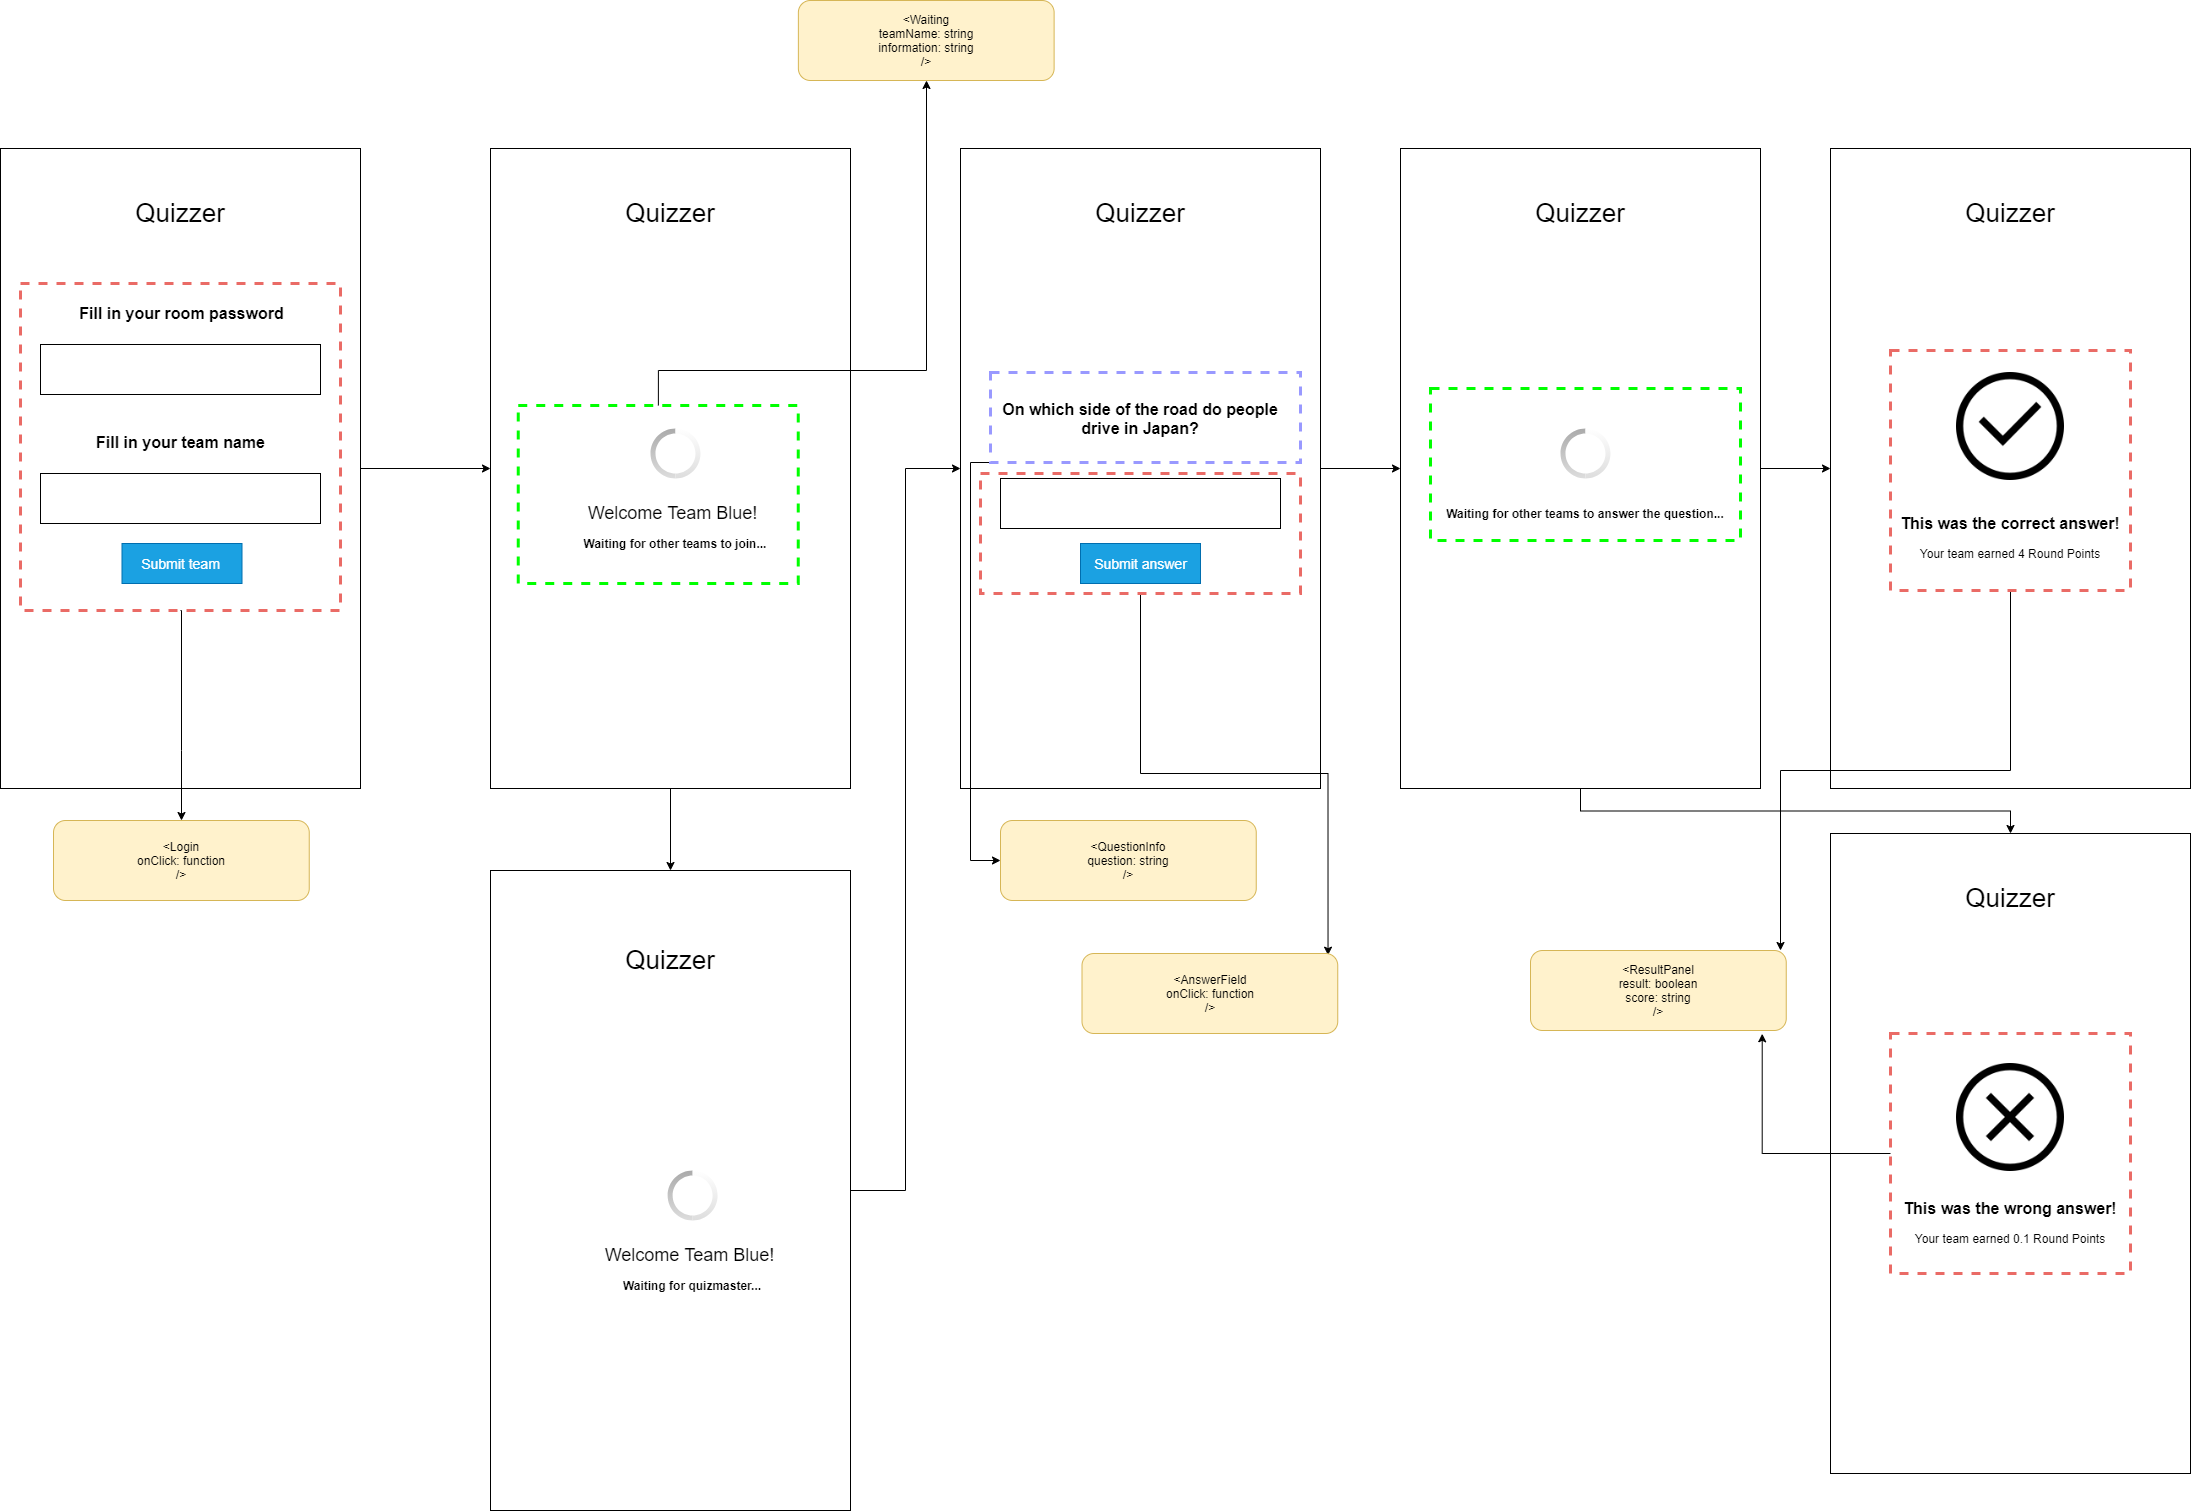 <Waiting
teamName: string
information: string
/>
Quizzer
Fill in your room password
Fill in your team name
Submit team
<Login
onClick: function
/>
Quizzer
Welcome Team Blue!
Waiting for other teams to join...
Quizzer
Welcome Team Blue!
Waiting for quizmaster...
Quizzer
On which side of the road do people
drive in Japan?
Submit answer
<QuestionInfo
question: string
/>
<AnswerField
onClick: function
/>
Quizzer
Waiting for other teams to answer the question...
Quizzer
This was the correct answer!
Your team earned 4 Round Points
<ResultPanel
result: boolean
score: string
/>
Quizzer
This was the wrong answer!
Your team earned 0.1 Round Points